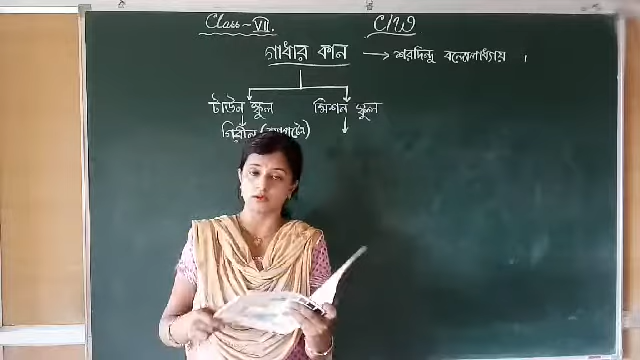 Class - VII. C/W
গাধার কান → শরদিন্দু বন্দ্যোপাধ্যায় ।
টাউন স্কুল মিশন স্কুল
গিরীন